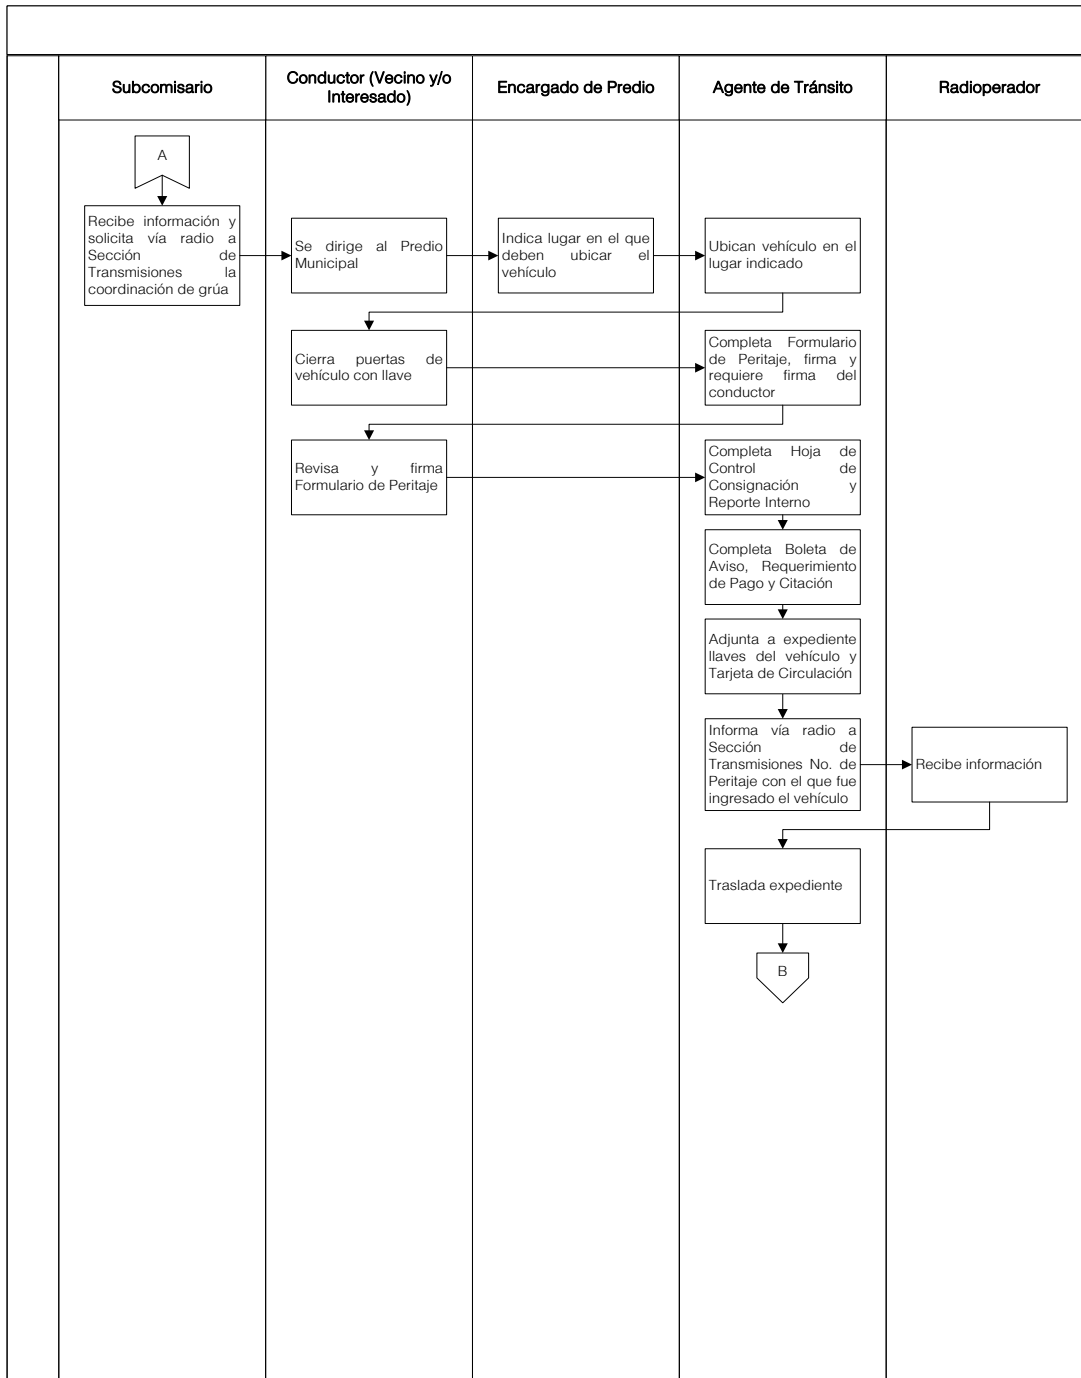 Subcomisario
Conductor (Vecino y/o
Interesado)
Encargado de Predio
Agente de Tránsito
Radioperador
A
Recibe información y
solicita vía radio a
Sección de
Transmisiones la
coordinación de grúa
Se dirige al Predio
Municipal
Indica lugar en el que
deben ubicar el
vehículo
Ubican vehículo en el
lugar indicado
Cierra puertas de
vehículo con llave
Completa Formulario
de Peritaje, firma y
requiere firma del
conductor
Revisa y firma
Formulario de Peritaje
Completa Hoja de
Control de
Consignación y
Reporte Interno
Completa Boleta de
Aviso, Requerimiento
de Pago y Citación
Adjunta a expediente
llaves del vehículo y
Tarjeta de Circulación
Informa vía radio a
Sección de
Transmisiones No. de
Peritaje con el que fue
ingresado el vehículo
Recibe información
Traslada expediente
B